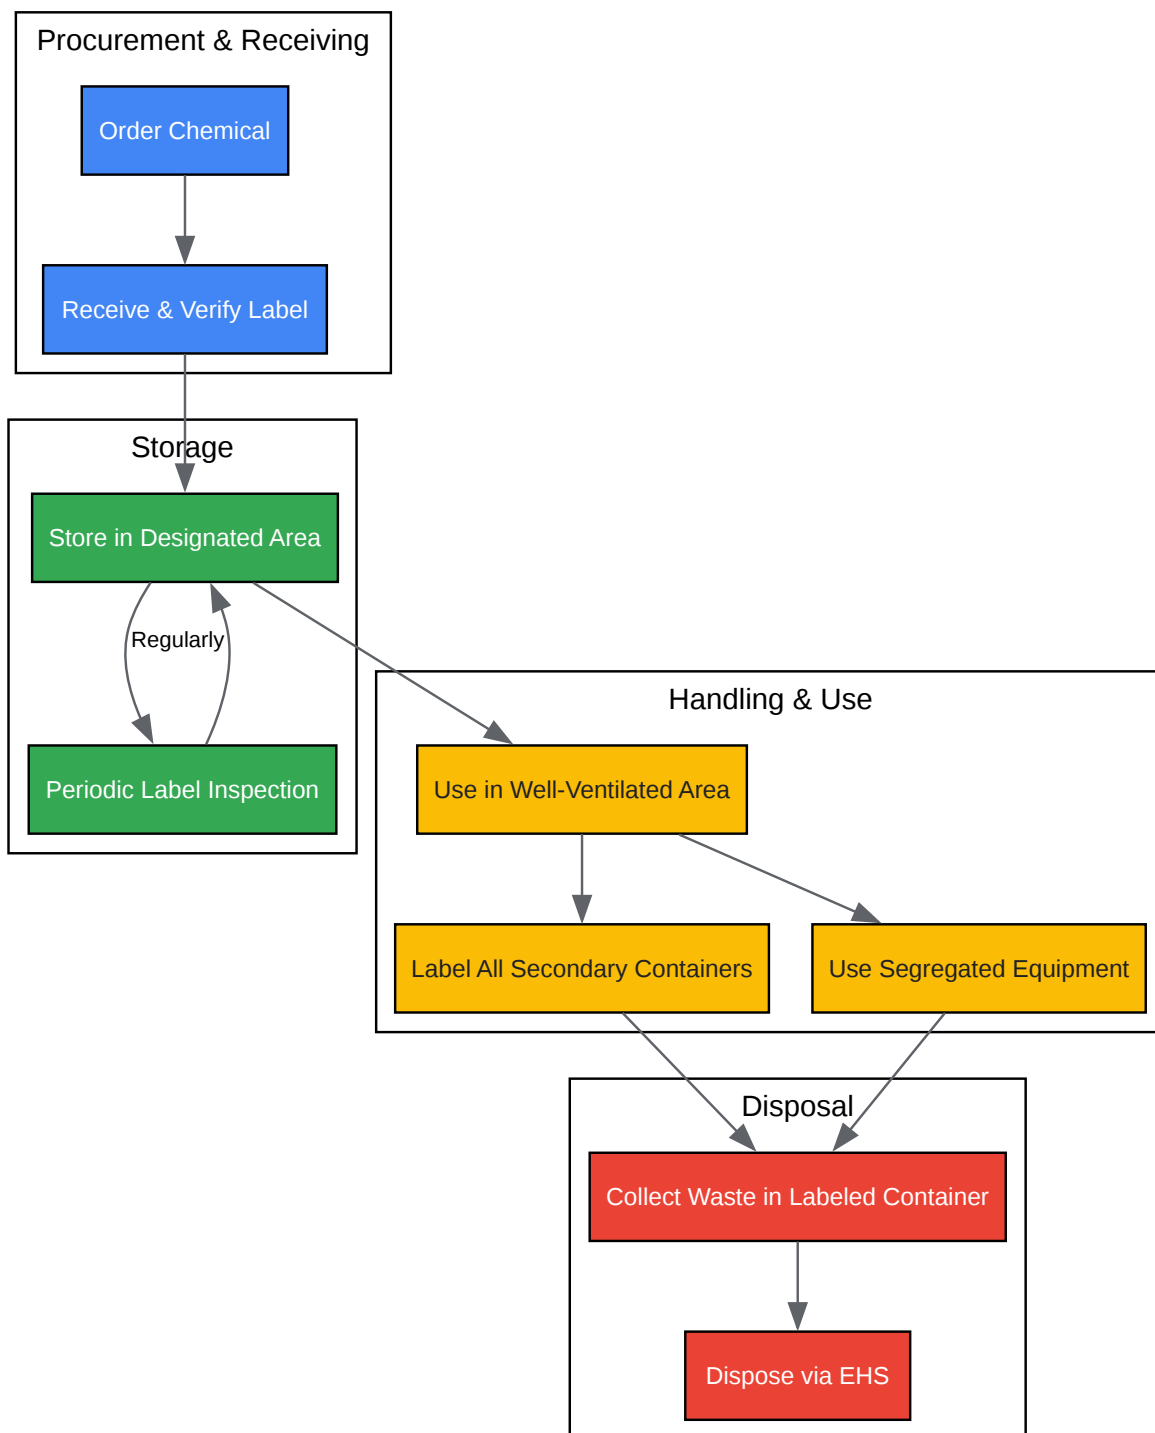 Procurement & Receiving
Order Chemical
Receive & Verify Label
Storage
Store in Designated Area
Regularly
Periodic Label Inspection
Handling & Use
Use in Well-Ventilated Area
Label All Secondary Containers
Use Segregated Equipment
Disposal
Collect Waste in Labeled Container
Dispose via EHS